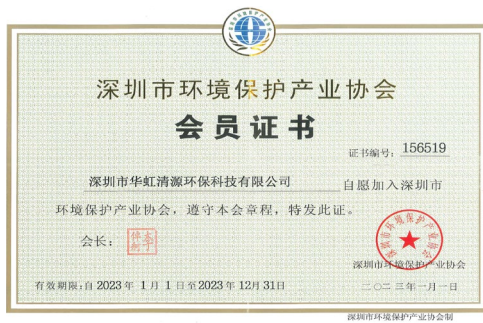 深圳市环境保护产业协会
会员证书
证书编号：156519
深圳市华虹清源环保科技有限公司 自愿加入深圳市
环境保护产业协会，遵守本会章程，特发此证。
会长：
深圳市环境保护产业协会
有效期限：自2023年1月1日至2023年12月31日
二〇二三年一月一日
深圳市环境保护产业协会制